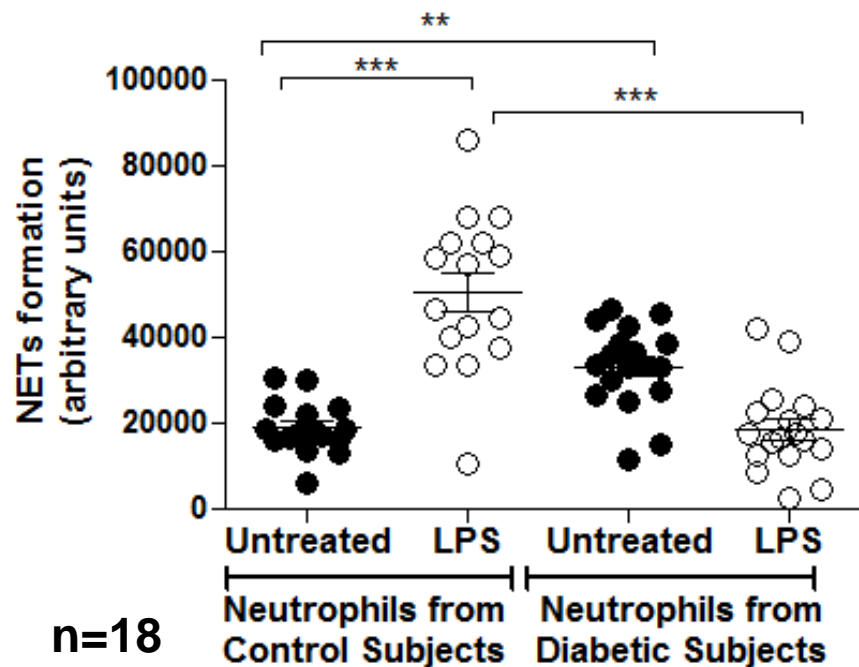 **
***
***
100000
80000
60000
40000
20000
0
NETs formation
(arbitrary units)
Untreated LPS Untreated LPS
Neutrophils from Control Subjects
Neutrophils from Diabetic Subjects
n=18